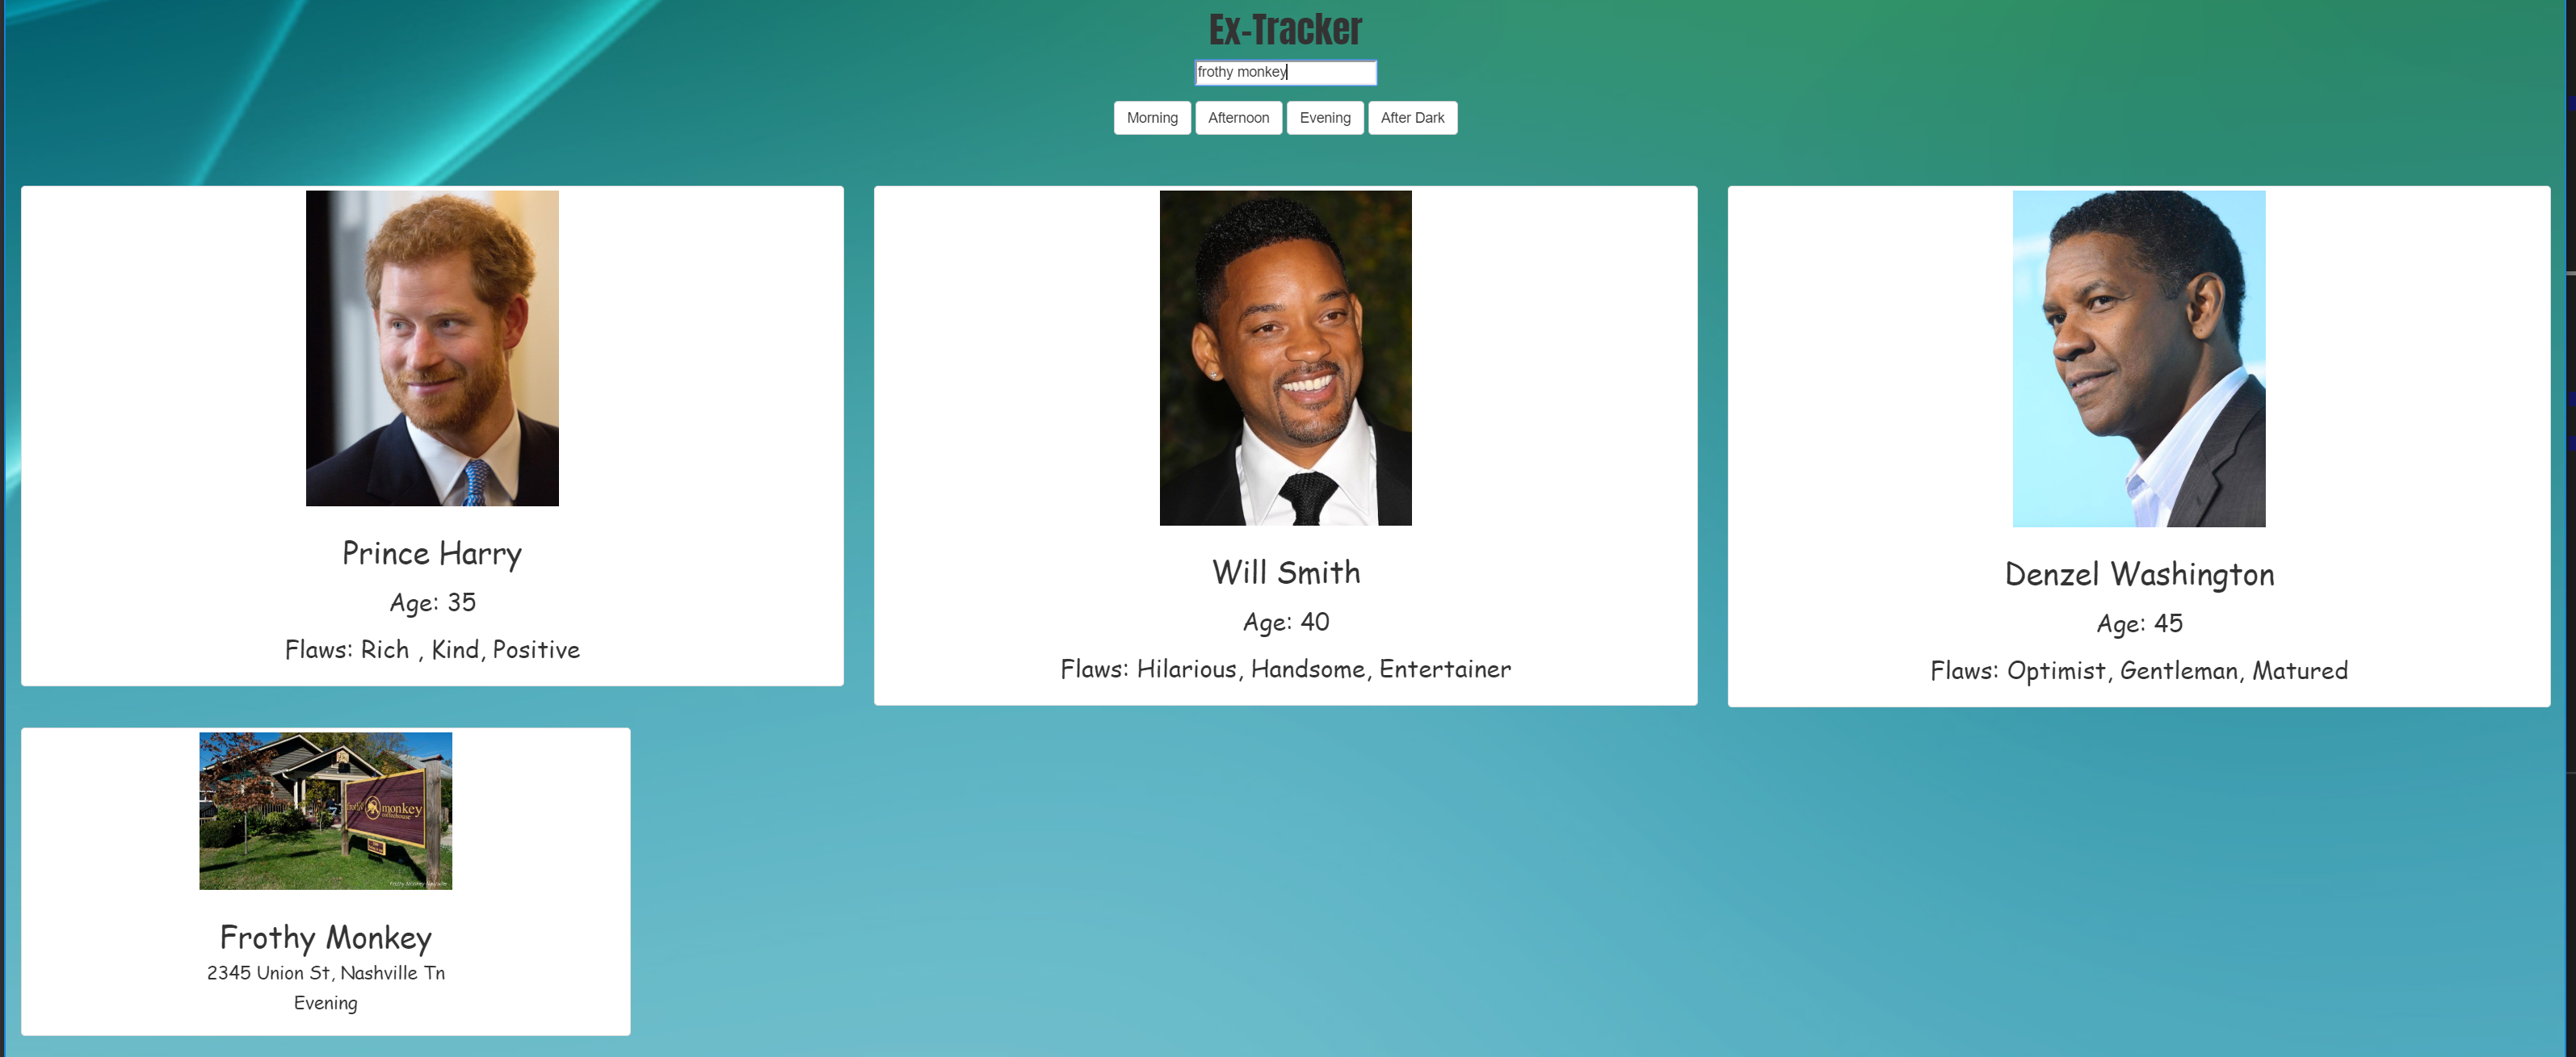 Ex-Tracker
frothy monkey
Morning Afternoon Evening After Dark
Prince Harry
Age: 35
Flaws: Rich , Kind, Positive
Will Smith
Age: 40
Flaws: Hilarious, Handsome, Entertainer
Denzel Washington
Age: 45
Flaws: Optimist, Gentleman, Matured
frothy monkey
coffeehouse
Frothy Monkey
2345 Union St, Nashville Tn
Evening